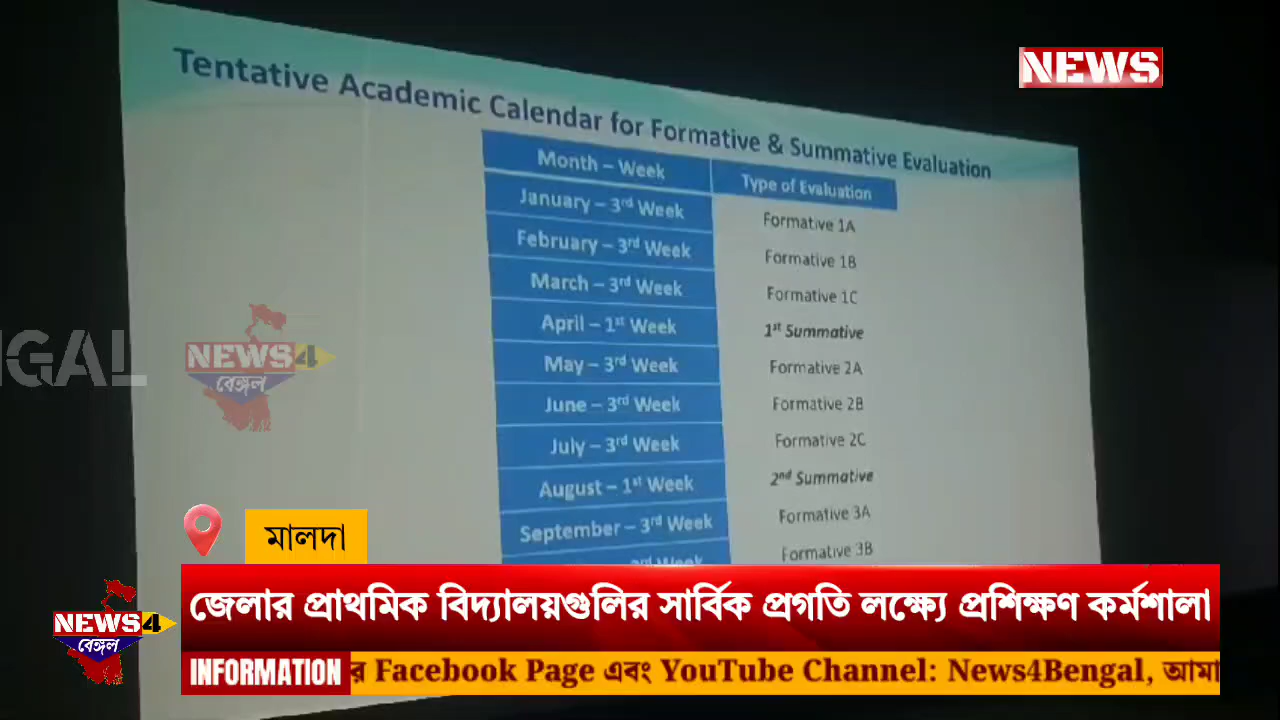 NEWS
Tentative Academic Calendar for Formative & Summative Evaluation
Month – Week Type of Evaluation
January – 3rd Week Formative 1A
February – 3rd Week Formative 1B
March – 3rd Week Formative 1C
April – 1st Week 1st Summative
May – 3rd Week Formative 2A
June – 3rd Week Formative 2B
July – 3rd Week Formative 2C
August – 1st Week 2nd Summative
September – 3rd Week Formative 3A
Formative 3B
NGAL
NEWS4
বেঙ্গল
মালদা
জেলার প্রাথমিক বিদ্যালয়গুলির সার্বিক প্রগতি লক্ষ্যে প্রশিক্ষণ কর্মশালা
NEWS4
বেঙ্গল
INFORMATION র Facebook Page এবং YouTube Channel: News4Bengal, আমা